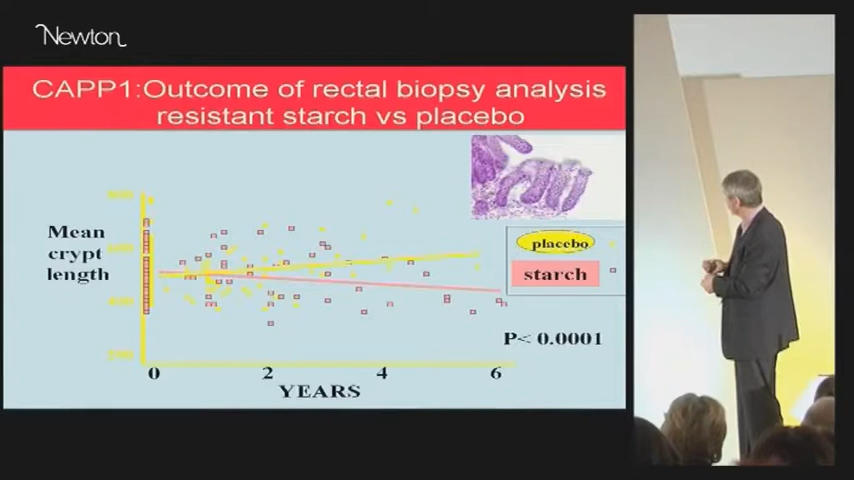 Newton
CAPP1:Outcome of rectal biopsy analysis
resistant starch vs placebo
Mean
crypt
length
placebo
starch
P< 0.0001
0 2 4 6
YEARS